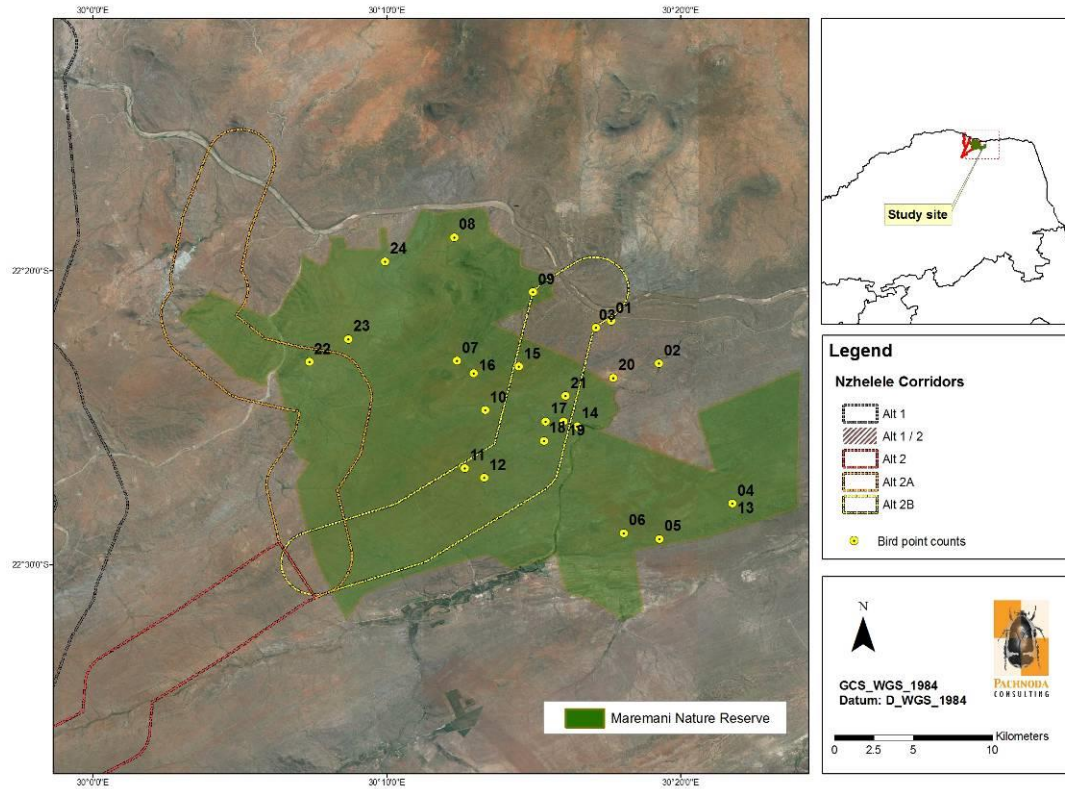 30°0'0"E
30°10'0"E
30°20'0"E
08
24
22°20'0"S
09
01
03
23
07
02
22
16
15
20
21
10
17
14
18
19
11
12
04
13
06
05
22°30'0"S
Maremani Nature Reserve
30°0'0"E
30°10'0"E
30°20'0"E
Study site
Legend
Nzhelele Corridors
Alt 1
Alt 1 / 2
Alt 2
Alt 2A
Alt 2B
Bird point counts
N
PACHNODA
CONSULTING
GCS_WGS_1984
Datum: D_WGS_1984
Kilometers
0 2.5 5 10